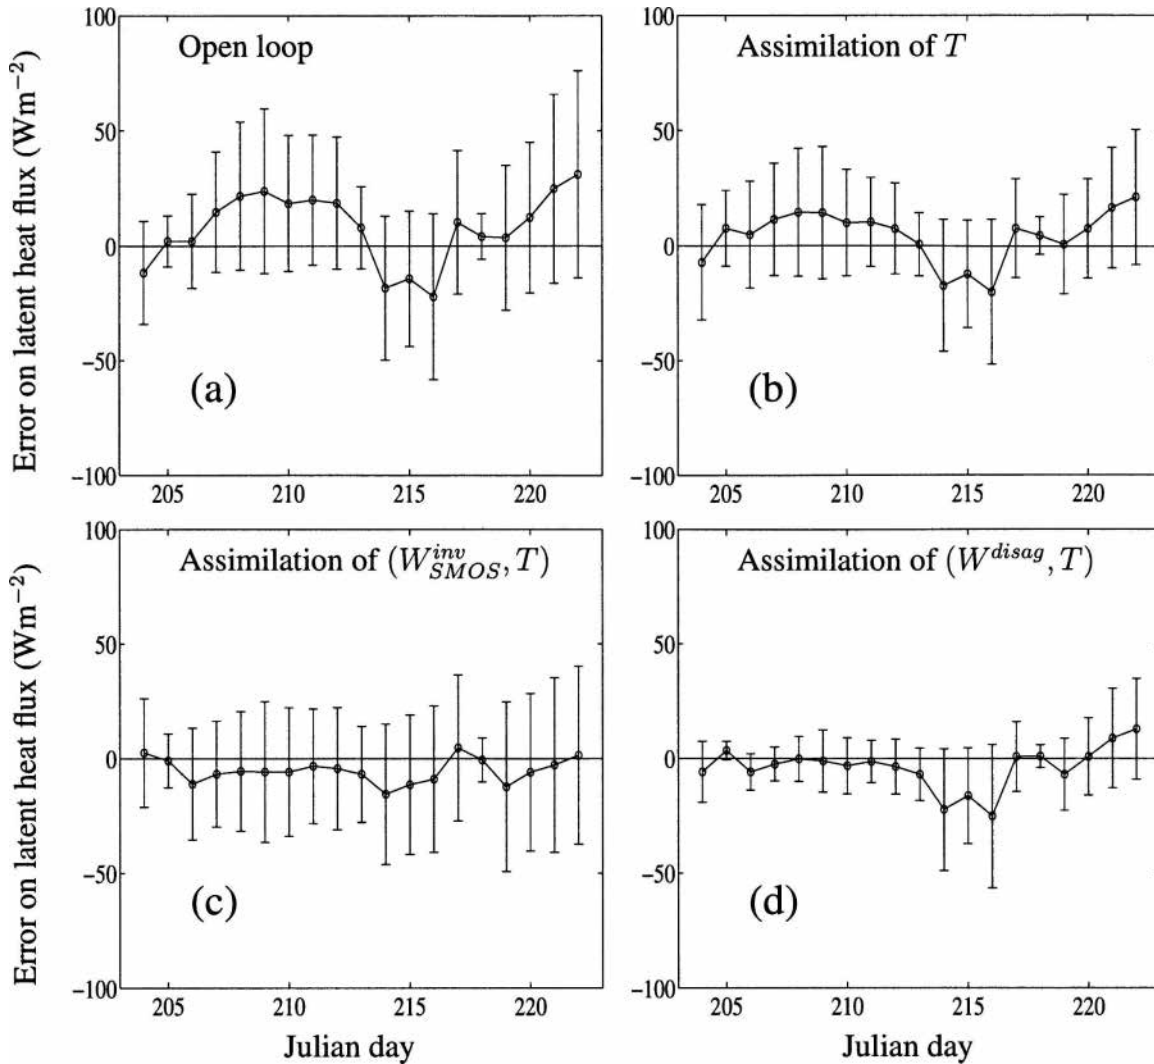 Open loop
Assimilation of T
Error on latent heat flux (Wm−2)
100
50
0
−50
−100
(a)
205 210 215 220
100
50
0
−50
−100
(b)
205 210 215 220
Assimilation of (W^{inv}_{SMOS}, T)
Assimilation of (W^{disag}, T)
Error on latent heat flux (Wm−2)
100
50
0
−50
−100
(c)
205 210 215 220
Julian day
100
50
0
−50
−100
(d)
205 210 215 220
Julian day